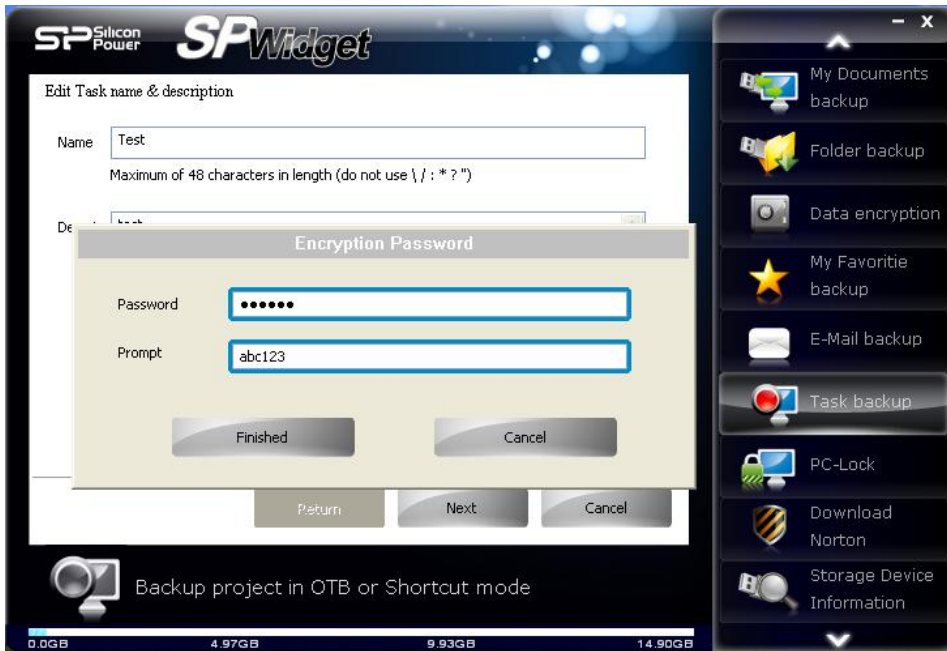 SP Silicon Power
SPWidget
- x
Edit Task name & description
Name
Test
Maximum of 48 characters in length (do not use \ / : * ? ")
Encryption Password
Password
••••••
Prompt
abc123
Finished
Cancel
Return
Next
Cancel
Backup project in OTB or Shortcut mode
0.0GB
4.97GB
9.93GB
14.90GB
My Documents
backup
Folder backup
Data encryption
My Favoritie
backup
E-Mail backup
Task backup
PC-Lock
Download
Norton
Storage Device
Information